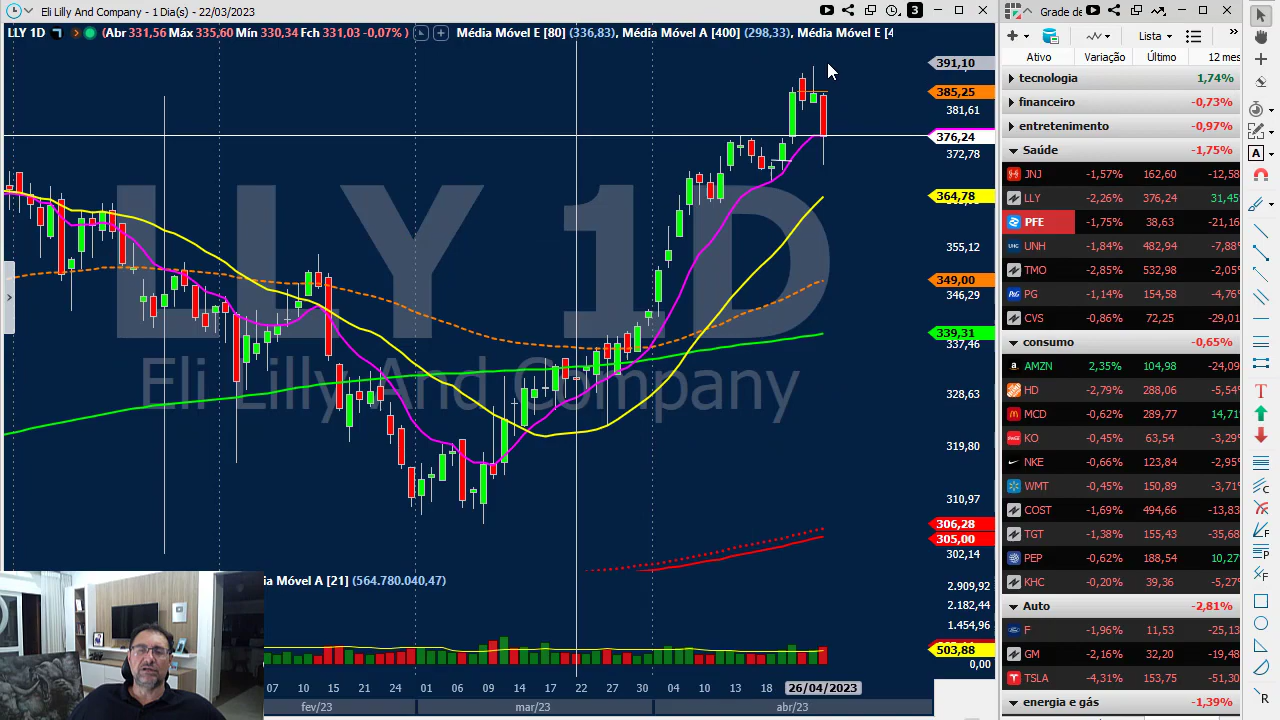 Eli Lilly And Company - 1 Dia(s) - 22/03/2023
3
LLY 1D (Abr 331,56 Máx 335,60 Mín 330,34 Fch 331,03 -0,07% ) Média Móvel E [80] (336,83), Média Móvel A [400] (298,33), Média Móvel E [4
391,10
385,25
381,61
376,24
372,78
364,78
355,12
349,00
346,29
339,31
337,46
328,63
319,80
310,97
306,28
305,00
302,14
LLY 1D
Eli Lilly And Company
ia Móvel A [21] (564.780.040,47)
2.909,92
2.182,44
1.454,96
503,88
0,00
07 10 15 21 24 01 06 09 14 17 22 27 30 04 10 13 18 26/04/2023
fev/23 mar/23 abr/23
Grade de
Lista
Ativo Variação Último 12 mes
tecnologia 1,74%
financeiro -0,73%
entretenimento -0,97%
Saúde -1,75%
JNJ -1,57% 162,60 -12,58
LLY -2,26% 376,24 31,45
PFE -1,75% 38,63 -21,16
UNH -1,84% 482,94 -7,88
TMO -2,85% 532,98 -2,05
PG -1,14% 154,58 -4,76
CVS -0,86% 72,25 -29,01
consumo -0,65%
AMZN 2,35% 104,98 -24,09
HD -2,79% 288,06 -5,54
MCD -0,62% 289,77 14,71
KO -0,45% 63,54 -3,29
NKE -0,66% 123,84 -2,95
WMT -0,45% 150,89 -3,71
COST -1,69% 494,66 -13,83
TGT -1,35% 155,68 -33,43
PEP -0,62% 188,54 10,27
KHC -0,20% 39,36 -5,27
Auto -2,81%
F -1,96% 11,53 -25,13
GM -2,16% 32,20 -19,48
TSLA -4,31% 153,75 -51,30
energia e gás -1,39%